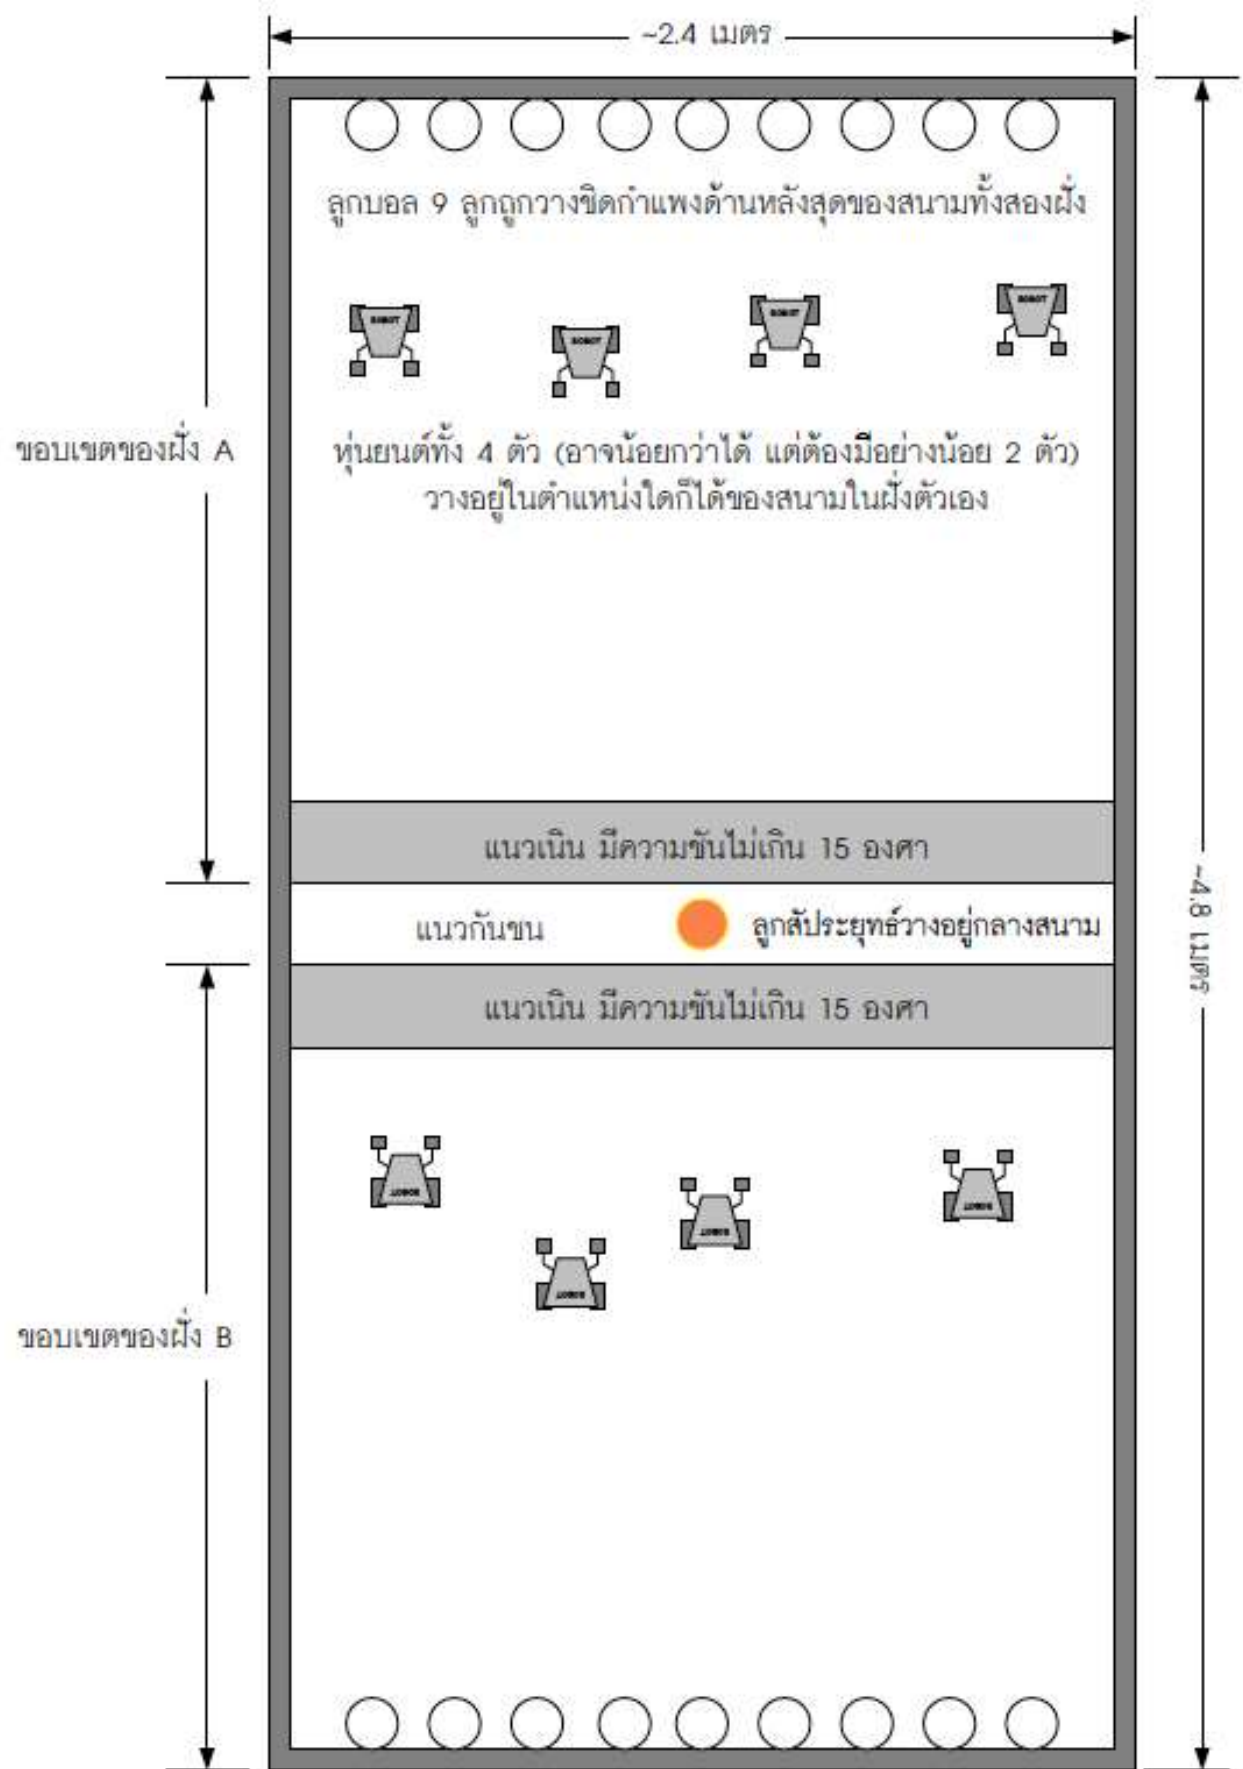 ~2.4 เมตร
ลูกบอล 9 ลูกถูกวางชิดกำแพงด้านหลังสุดของสนามทั้งสองฝั่ง
ROBOT
ROBOT
ROBOT
ROBOT
ขอบเขตของฝั่ง A
หุ่นยนต์ทั้ง 4 ตัว (อาจน้อยกว่าได้ แต่ต้องมีอย่างน้อย 2 ตัว)
วางอยู่ในตำแหน่งใดก็ได้ของสนามในฝั่งตัวเอง
แนวเนิน มีความชันไม่เกิน 15 องศา
แนวกันชน
ลูกสัประยุทธ์วางอยู่กลางสนาม
~4.8 เมตร
แนวเนิน มีความชันไม่เกิน 15 องศา
ROBOT
ROBOT
ROBOT
ROBOT
ขอบเขตของฝั่ง B